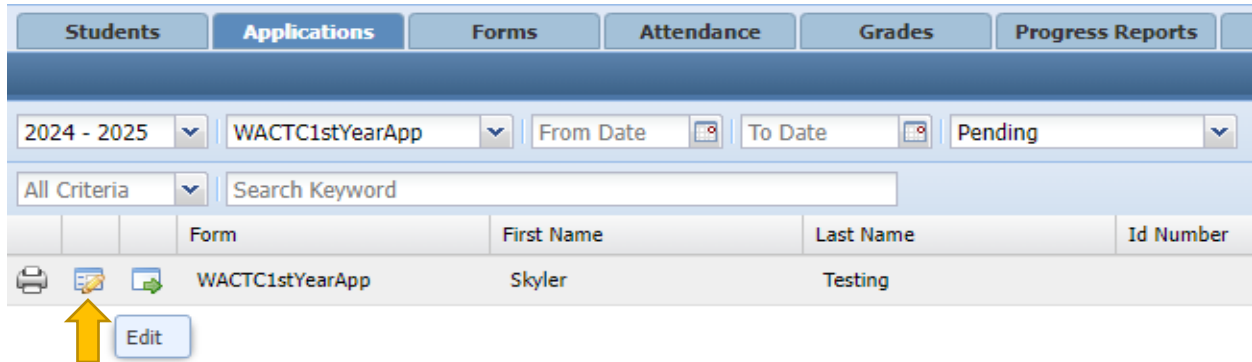 Students Applications Forms Attendance Grades Progress Reports
2024 - 2025 WACTC1stYearApp From Date To Date Pending
All Criteria Search Keyword
Form First Name Last Name Id Number
WACTC1stYearApp Skyler Testing
Edit